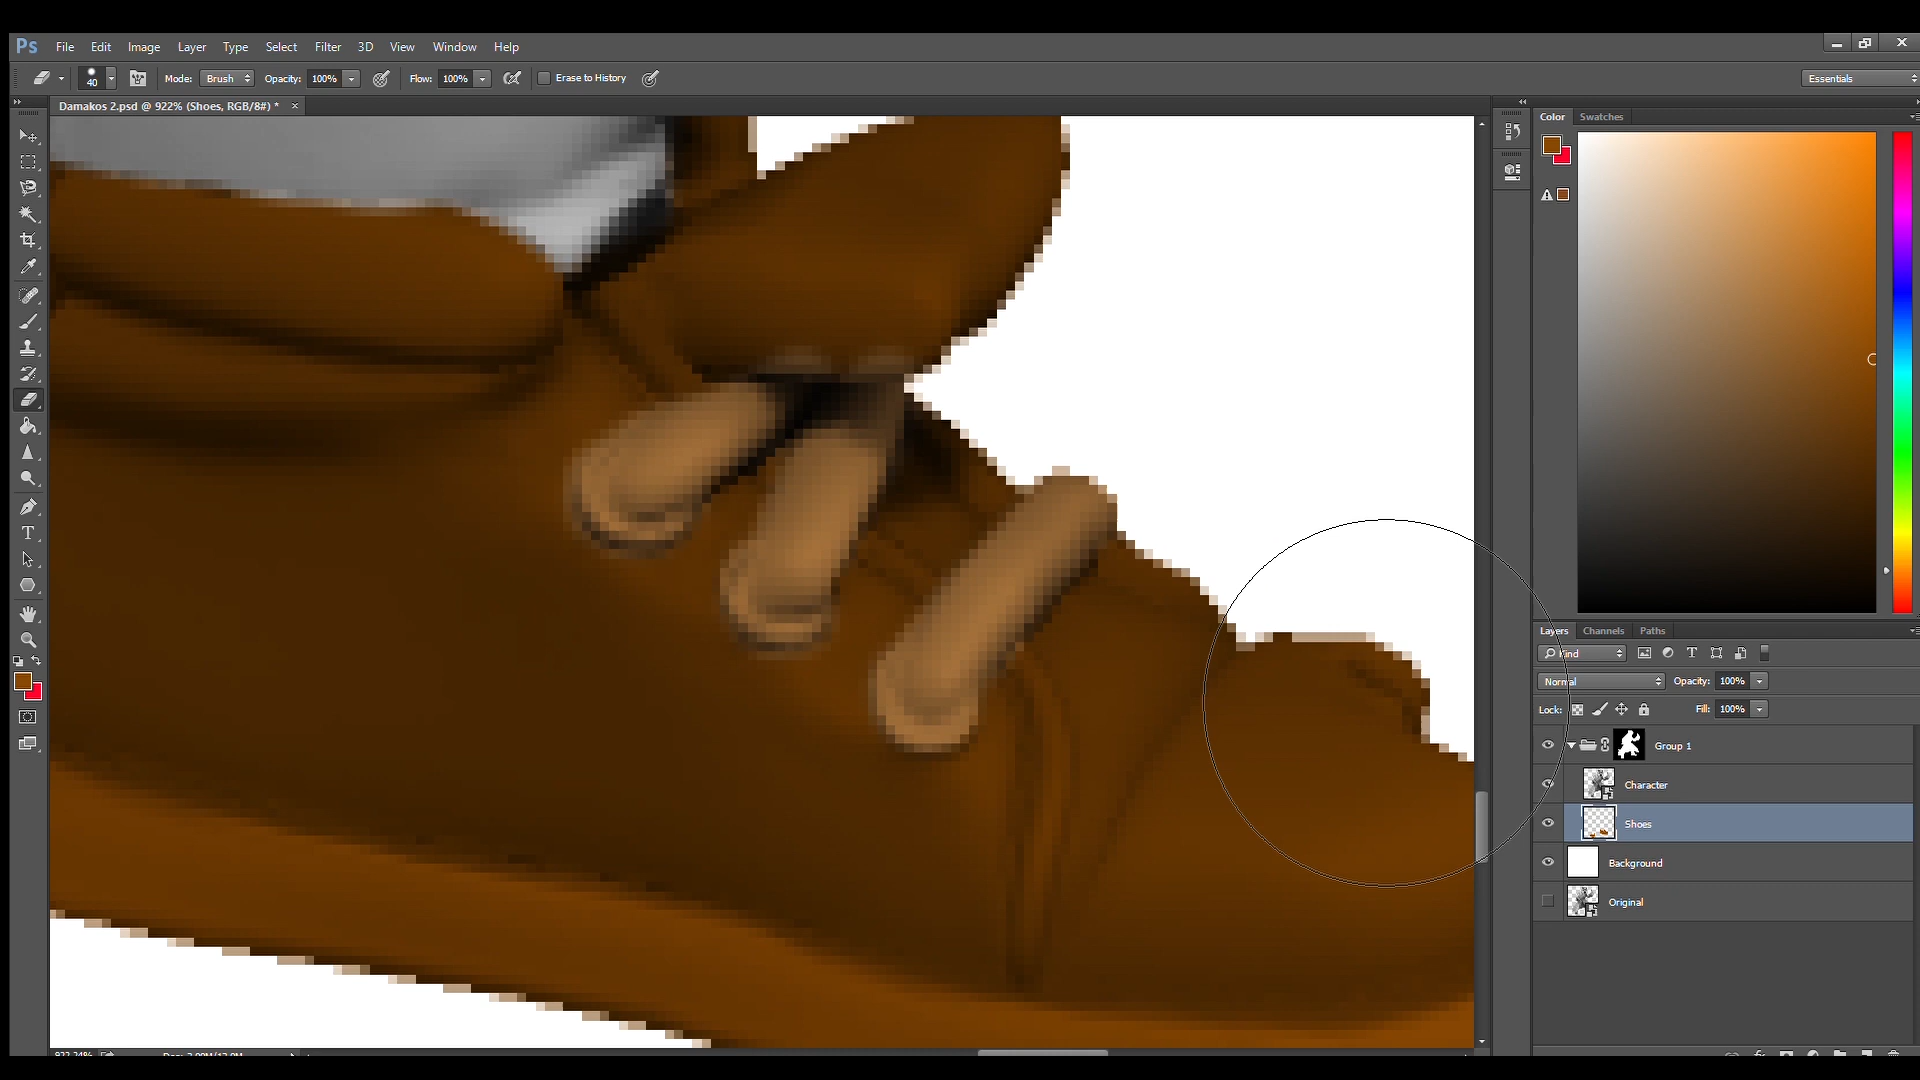 Ps File Edit Image Layer Type Select Filter 3D View Window Help
40 Mode: Brush Opacity: 100% Flow: 100% Erase to History Essentials
Damakos 2.psd @ 922% (Shoes, RGB/8#) * ×
Color Swatches
Layers Channels Paths
Kind
Normal Opacity: 100%
Lock: Fill: 100%
Group 1
Character
Shoes
Background
Original